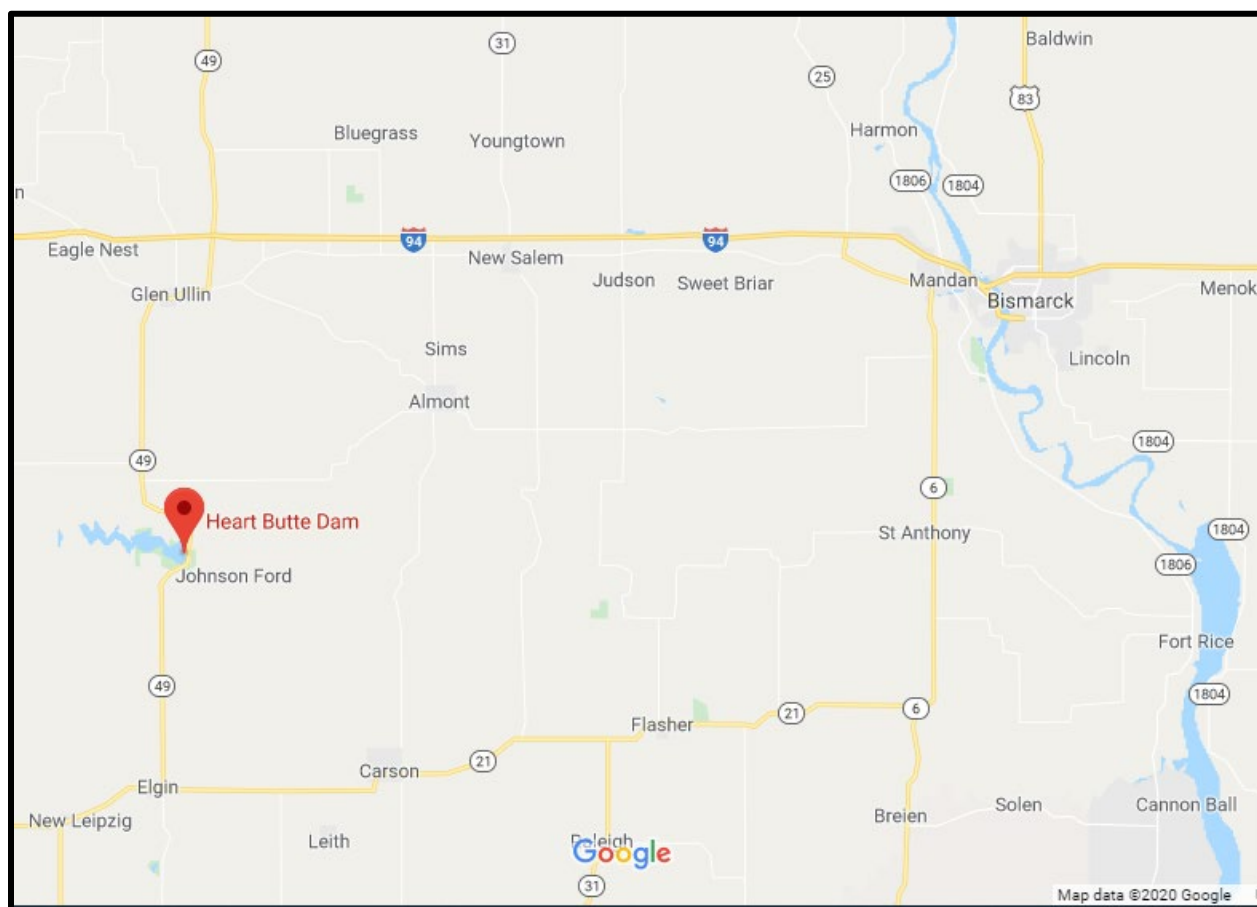 31
Baldwin
49
25
83
Bluegrass
Youngtown
Harmon
1806
1804
n
Eagle Nest
94
94
New Salem
Judson
Sweet Briar
Mandan
Menok
Glen Ullin
Bismarck
Sims
Lincoln
Almont
1804
49
6
Heart Butte Dam
St Anthony
1804
1806
Johnson Ford
Fort Rice
49
1804
6
21
Flasher
21
Carson
Elgin
Solen
Cannon Ball
New Leipzig
Breien
Leith
Raleigh
Google
31
Map data ©2020 Google